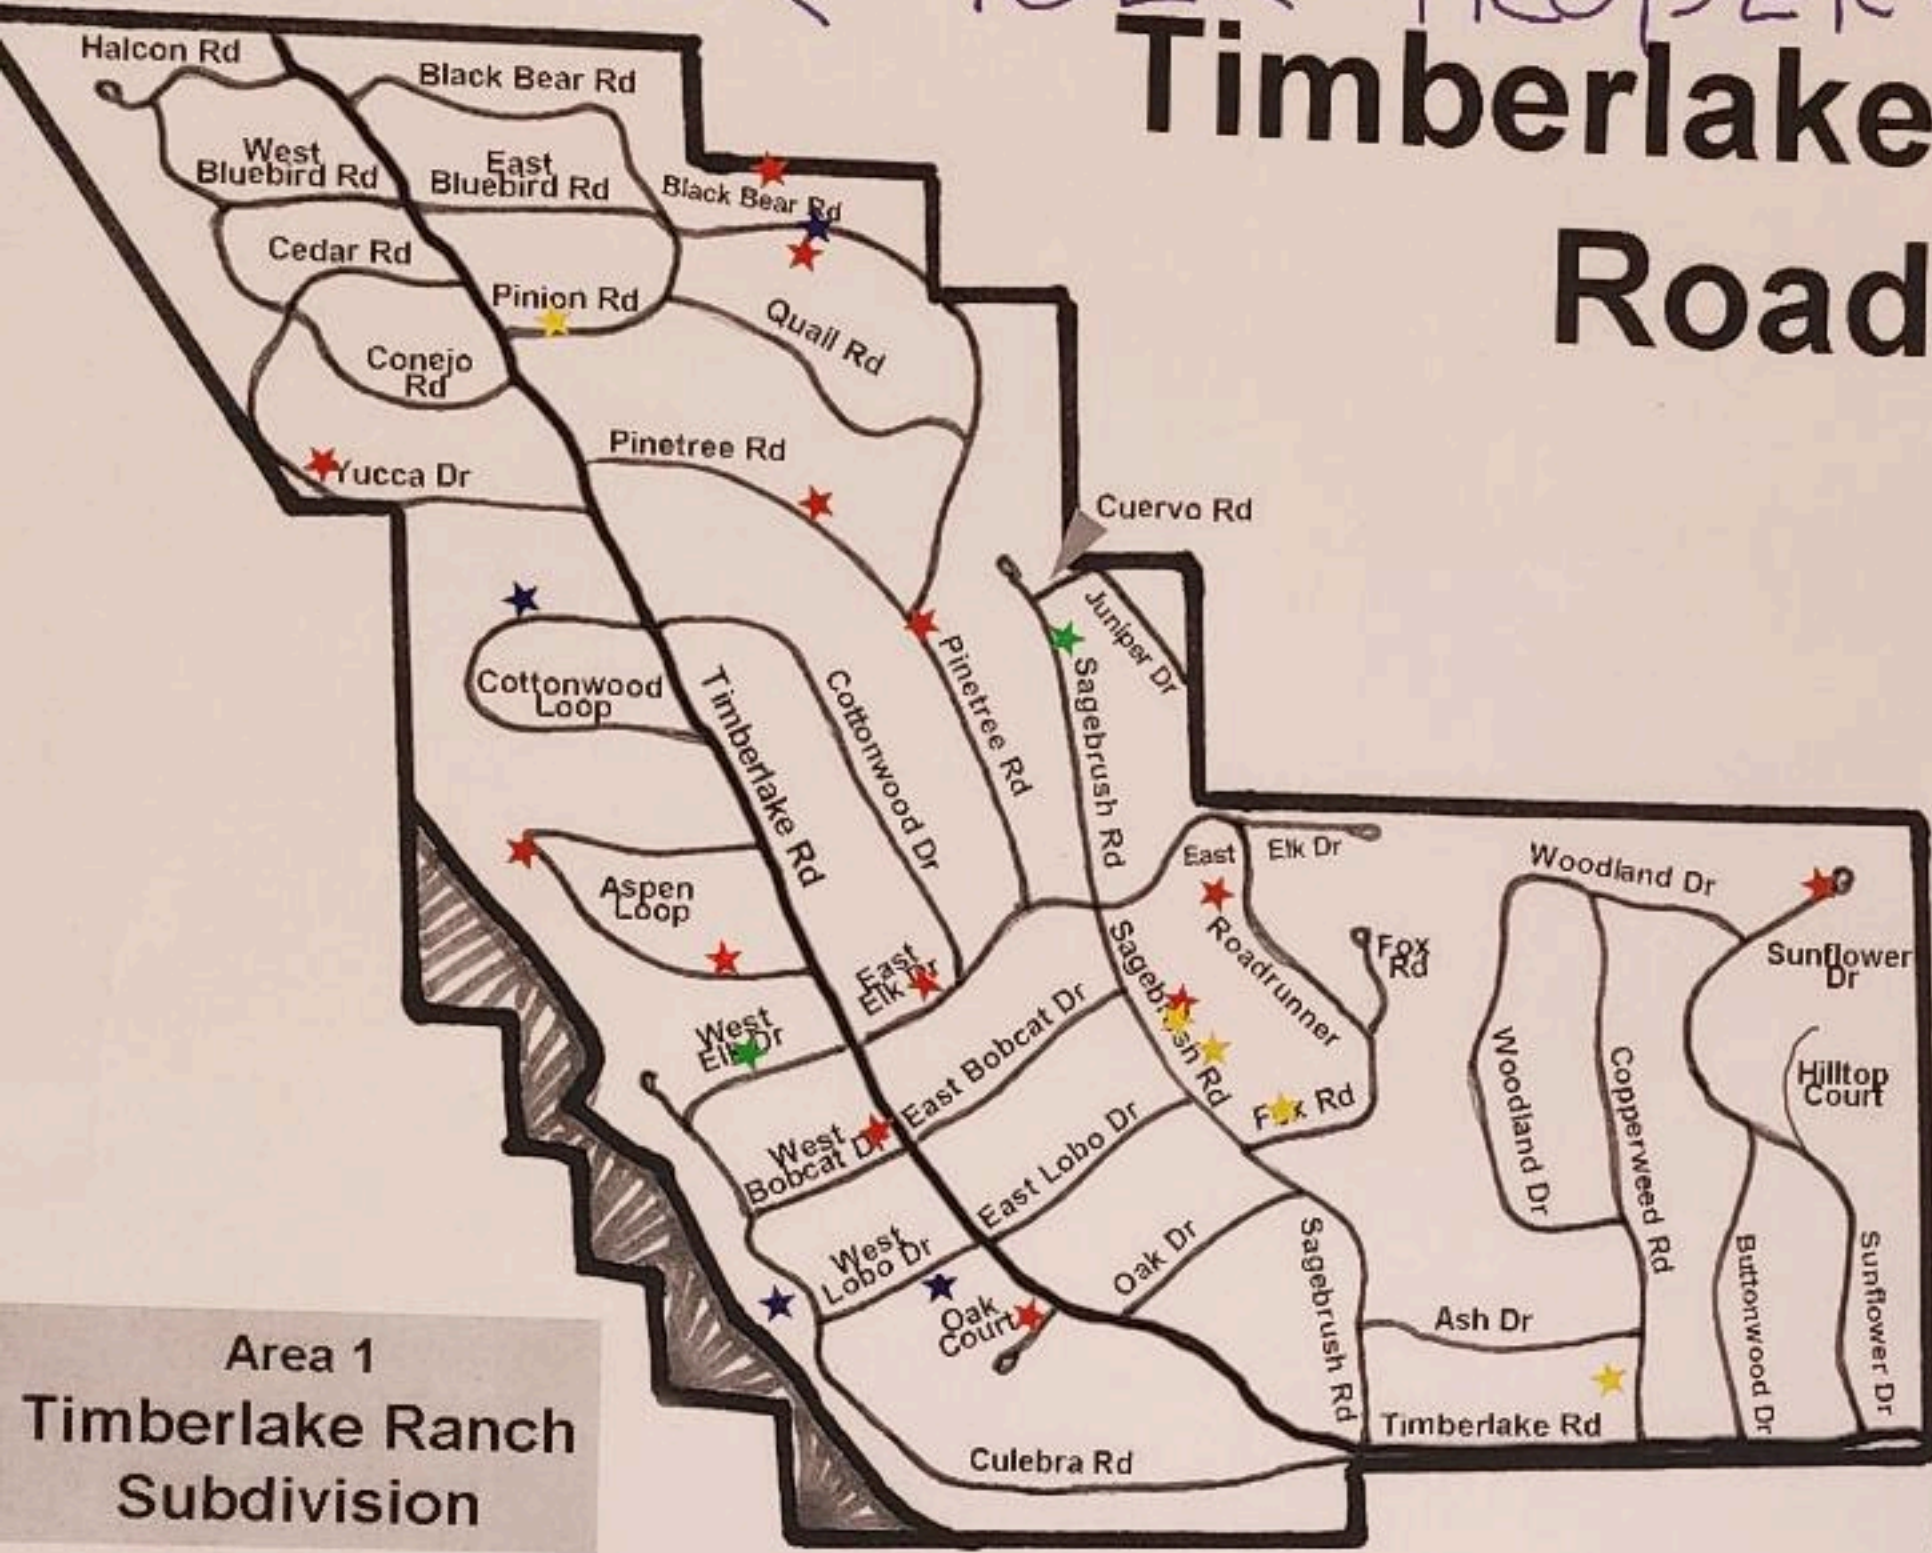 Timberlake
Road
Halcon Rd
Black Bear Rd
West
Bluebird Rd
East
Bluebird Rd
Black Bear Rd
Cedar Rd
Pinion Rd
Quail Rd
Conejo
Rd
Pinetree Rd
Yucca Dr
Cuervo Rd
Juniper Dr
Cottonwood
Loop
Timberlake Rd
Cottonwood Dr
Pinetree Rd
Sagebrush Rd
East
Elk Dr
Woodland Dr
Aspen
Loop
Roadrunner
Fox
Rd
Sunflower
Dr
East
Elk Dr
Sagebrush Rd
West
Elk Dr
East Bobcat Dr
Woodland Dr
Copperweed Rd
Hilltop
Court
Fox Rd
West
Bobcat Dr
East Lobo Dr
West
Lobo Dr
Oak Dr
Sagebrush Rd
Buttonwood Dr
Sunflower Dr
Oak
Court
Ash Dr
Timberlake Rd
Culebra Rd
Area 1
Timberlake Ranch
Subdivision